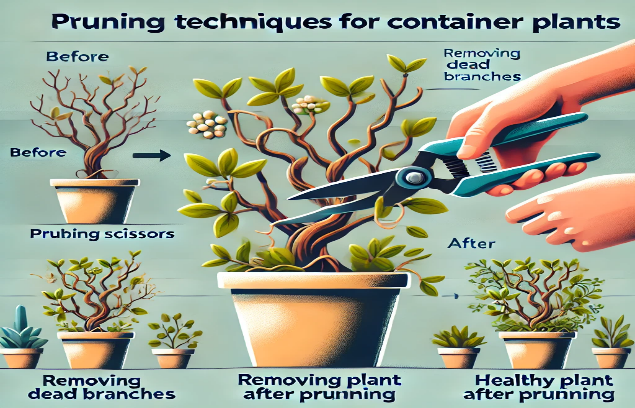 Pruning techniques for container plants
Before
Removing
dead
branches
Before
Prubing scissors
After
Removing
dead branches
Removing plant
after prunning
Healthy plant
after prunning